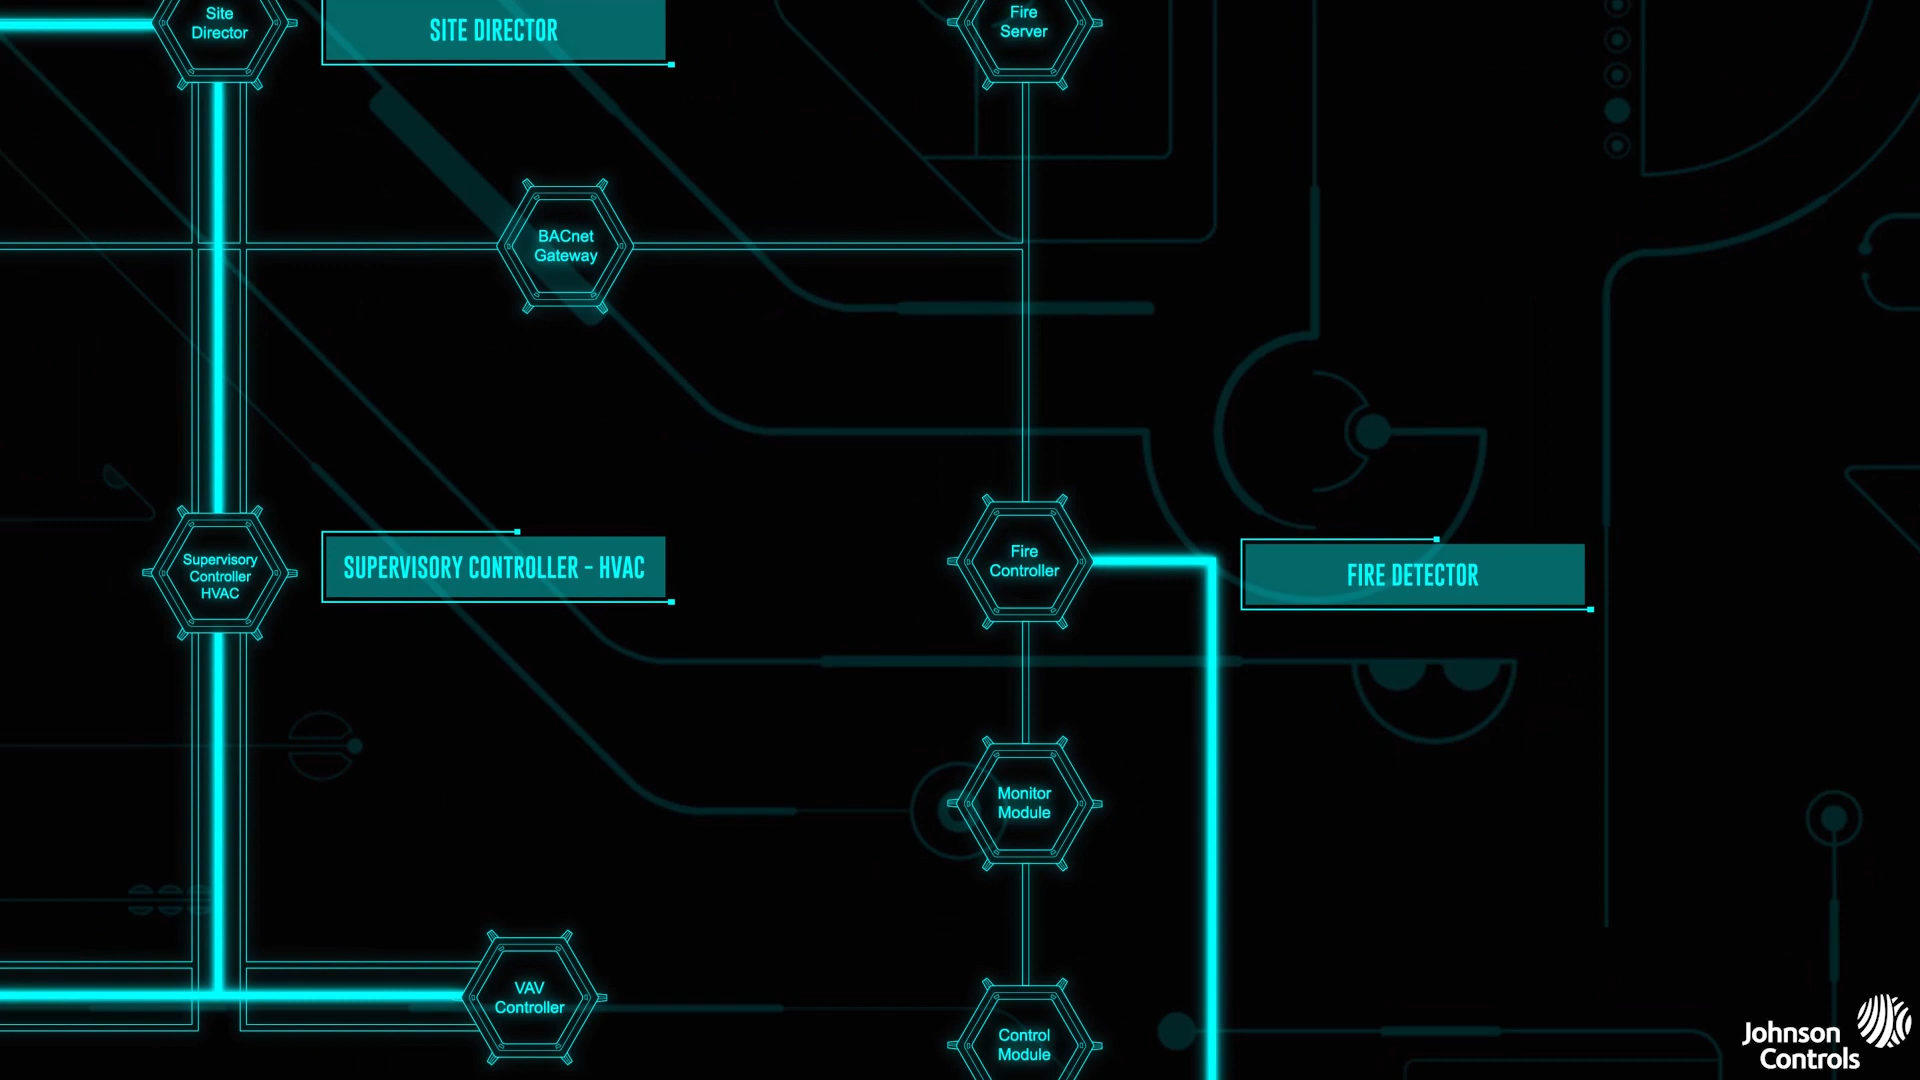 Site
Director
SITE DIRECTOR
Fire
Server
BACnet
Gateway
Supervisory
Controller
HVAC
SUPERVISORY CONTROLLER - HVAC
Fire
Controller
FIRE DETECTOR
Monitor
Module
VAV
Controller
Control
Module
Johnson
Controls